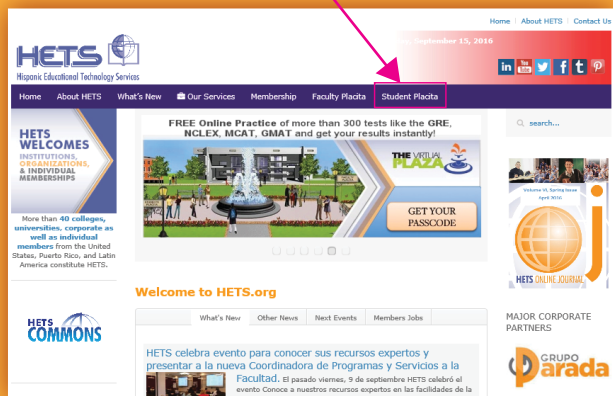 Home | About HETS | Contact Us
September 15, 2016
HETS
Hispanic Educational Technology Services
in You Tube f t p
Home About HETS What's New Our Services Membership Faculty Placita Student Placita
HETS
WELCOMES
INSTITUTIONS,
ORGANIZATIONS,
& INDIVIDUAL
MEMBERSHIPS
More than 40 colleges,
universities, corporate as
well as individual
members from the United
States, Puerto Rico, and Latin
America constitute HETS.
HETS
COMMONS
FREE Online Practice of more than 300 tests like the GRE,
NCLEX, MCAT, GMAT and get your results instantly!
THE VIRTUAL
PLAZA
GET YOUR
PASSCODE
Welcome to HETS.org
What's New Other News Next Events Members Jobs
HETS celebra evento para conocer sus recursos expertos y
presentar a la nueva Coordinadora de Programas y Servicios a la
Facultad. El pasado viernes, 9 de septiembre HETS celebró el
evento Conoce a nuestros recursos expertos en las facilidades de la
search...
Volume VI, Spring Issue
April 2016
j
HETS ONLINE JOURNAL
MAJOR CORPORATE
PARTNERS
GRUPO
Parada